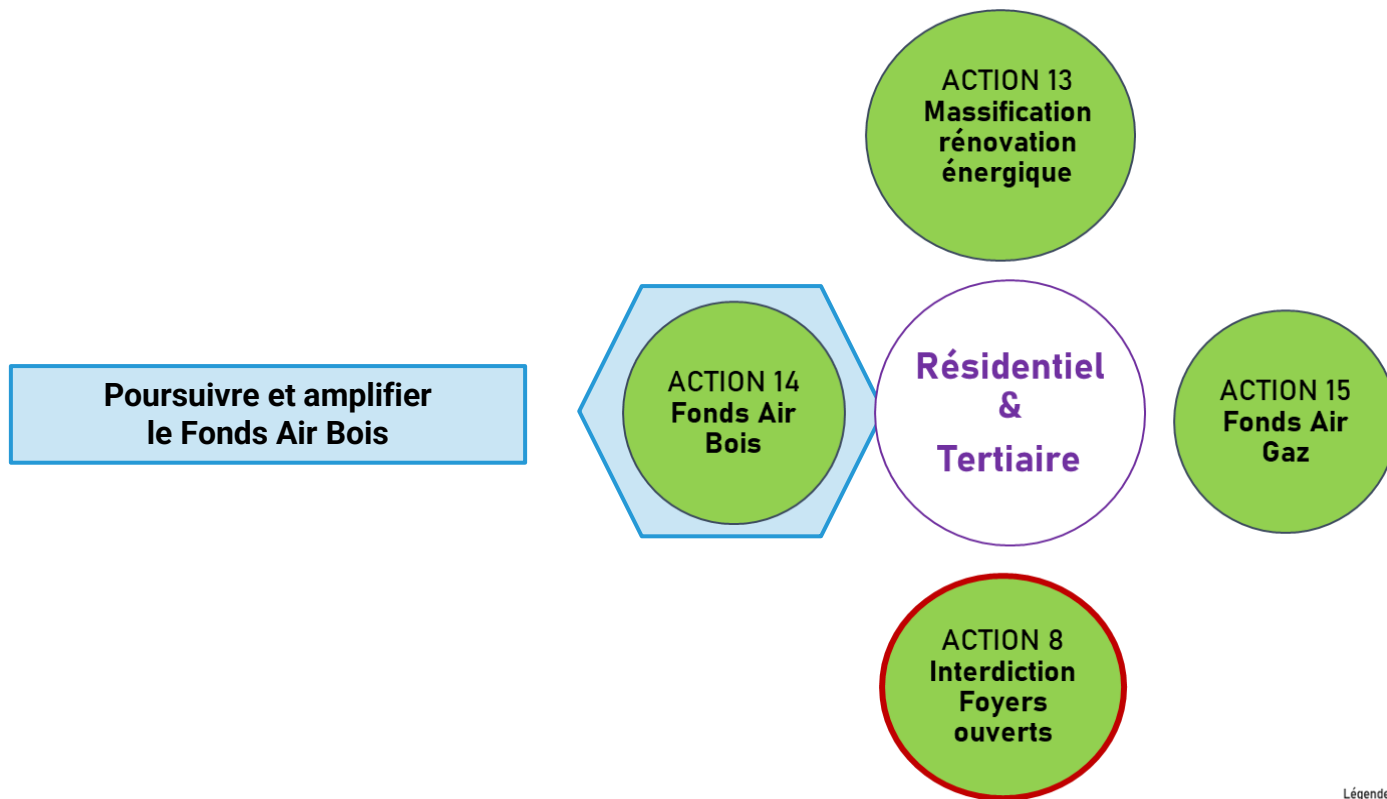 ACTION 13
Massification
rénovation
énergique
Poursuivre et amplifier
le Fonds Air Bois
ACTION 14
Fonds Air
Bois
Résidentiel
&
Tertiaire
ACTION 15
Fonds Air
Gaz
ACTION 8
Interdiction
Foyers
ouverts
Légende